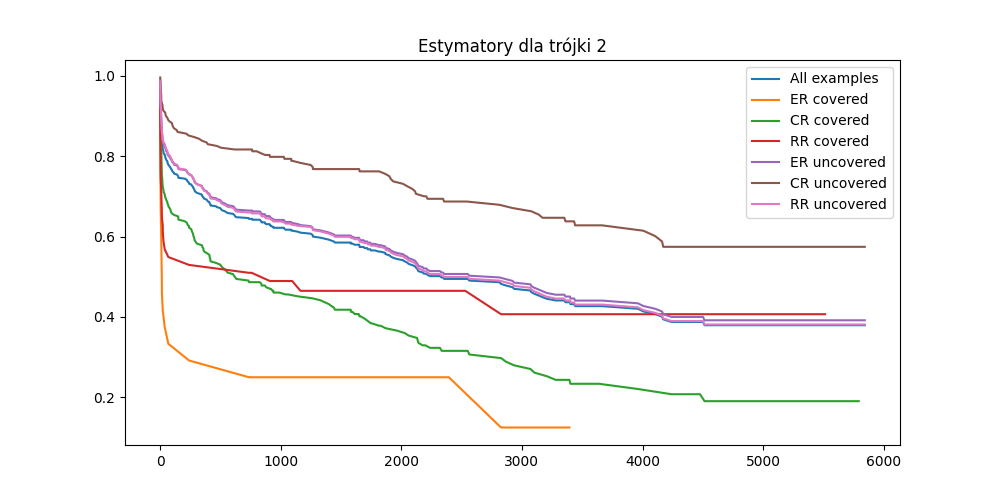 Estymatory dla trójki 2
1.0
0.8
0.6
0.4
0.2
0 1000 2000 3000 4000 5000 6000
All examples
ER covered
CR covered
RR covered
ER uncovered
CR uncovered
RR uncovered